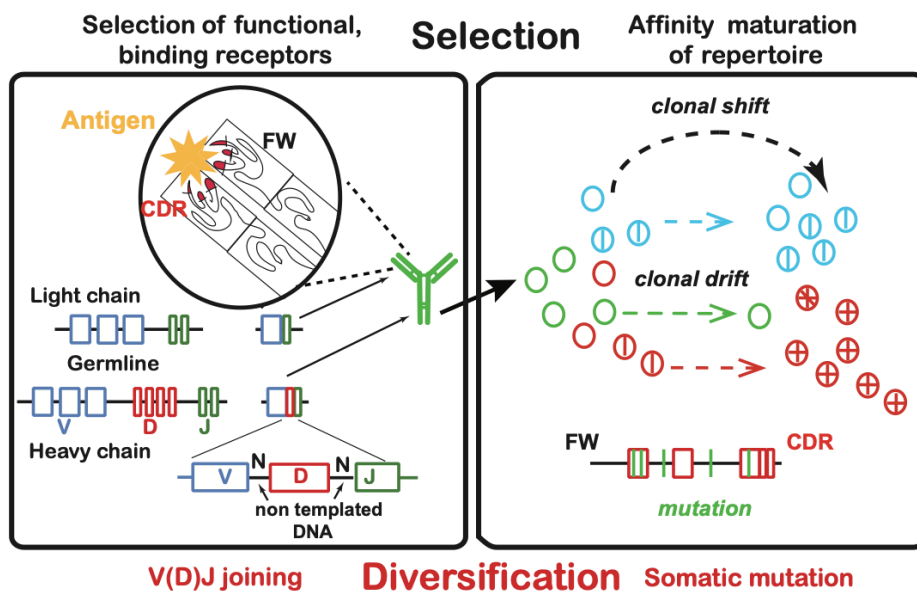 Selection of functional,
binding receptors
Selection
Affinity maturation
of repertoire
Antigen
FW
CDR
Light chain
Germline
V
D
J
Heavy chain
V
N
D
N
J
non templated
DNA
clonal shift
clonal drift
FW
CDR
mutation
V(D)J joining
Diversification
Somatic mutation